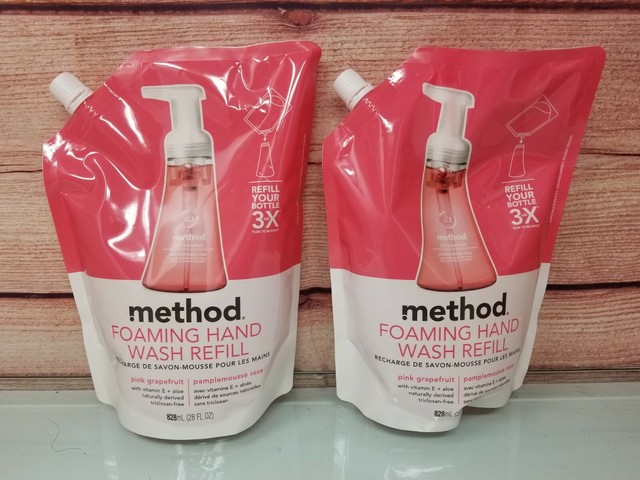 REFILL
YOUR
BOTTLE
3X
method
method.
FOAMING HAND
WASH REFILL
RECHARGE DE SAVON-MOUSSE POUR LES MAINS
pink grapefruit
with vitamin E + aloe
naturally derived
triclosan-free
pamplemousse rose
avec vitamine E + aloès
dérivé de sources naturelles
sans triclosan
828mL (28 FL OZ)
REFILL
YOUR
BOTTLE
3X
method
method.
FOAMING HAND
WASH REFILL
RECHARGE DE SAVON-MOUSSE POUR LES MAINS
pink grapefruit
with vitamin E + aloe
naturally derived
triclosan-free
pamplemousse rose
avec vitamine E + aloès
dérivé de sources naturelles
sans triclosan
828mL